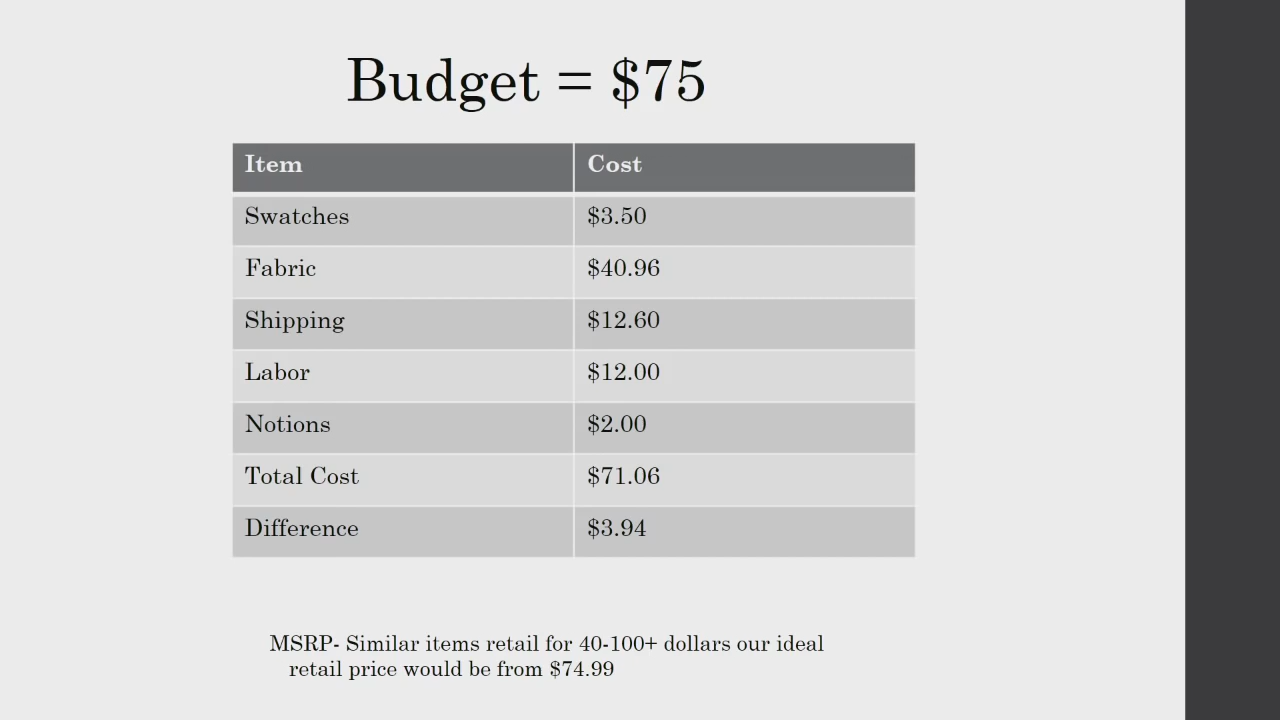 Budget = $75
Item Cost
Swatches $3.50
Fabric $40.96
Shipping $12.60
Labor $12.00
Notions $2.00
Total Cost $71.06
Difference $3.94
MSRP- Similar items retail for 40-100+ dollars our ideal
retail price would be from $74.99